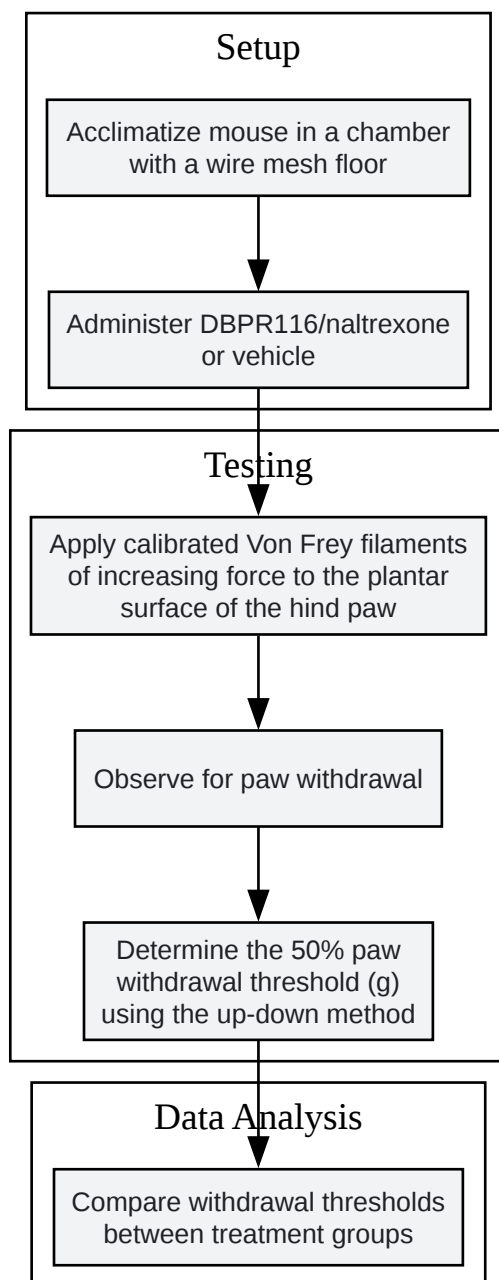 Setup
Acclimatize mouse in a chamber
with a wire mesh floor
Administer DBPR116/naltrexone
or vehicle
Testing
Apply calibrated Von Frey filaments
of increasing force to the plantar
surface of the hind paw
Observe for paw withdrawal
Determine the 50% paw
withdrawal threshold (g)
using the up-down method
Data Analysis
Compare withdrawal thresholds
between treatment groups